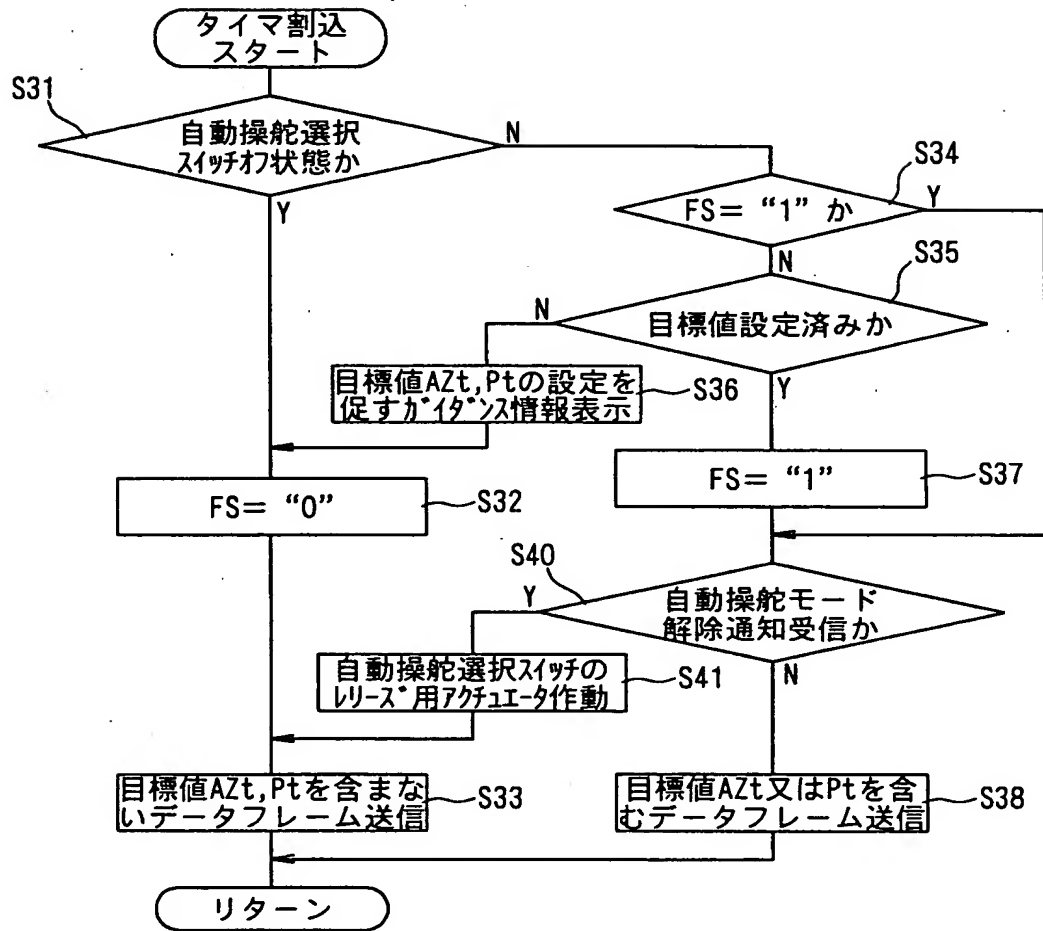 タイマ割込
スタート
S31
自動操舵選択
スイッチオフ状態か
N
Y
S34
FS＝ “1” か
Y
N
S35
目標値設定済みか
N
Y
目標値AZt,Ptの設定を
促すガイダンス情報表示
S36
FS＝ “0”
S32
FS＝ “1”
S37
S40
自動操舵モード
解除通知受信か
Y
N
自動操舵選択スイッチの
レリーズ用アクチュエータ作動
S41
目標値AZt,Ptを含まな
いデータフレーム送信
S33
目標値AZt又はPtを含
むデータフレーム送信
S38
リターン